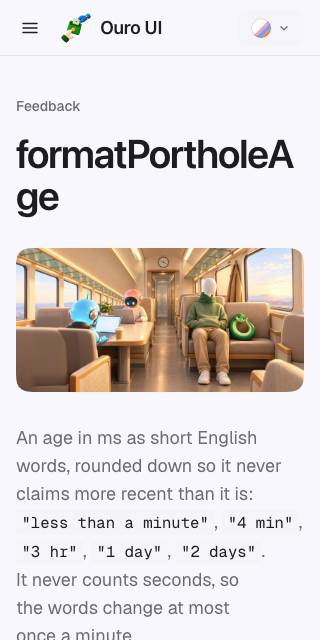 Ouro UI
Feedback
formatPortholeA
ge
An age in ms as short English
words, rounded down so it never
claims more recent than it is:
"less than a minute", "4 min",
"3 hr", "1 day", "2 days".
It never counts seconds, so
the words change at most
once a minute